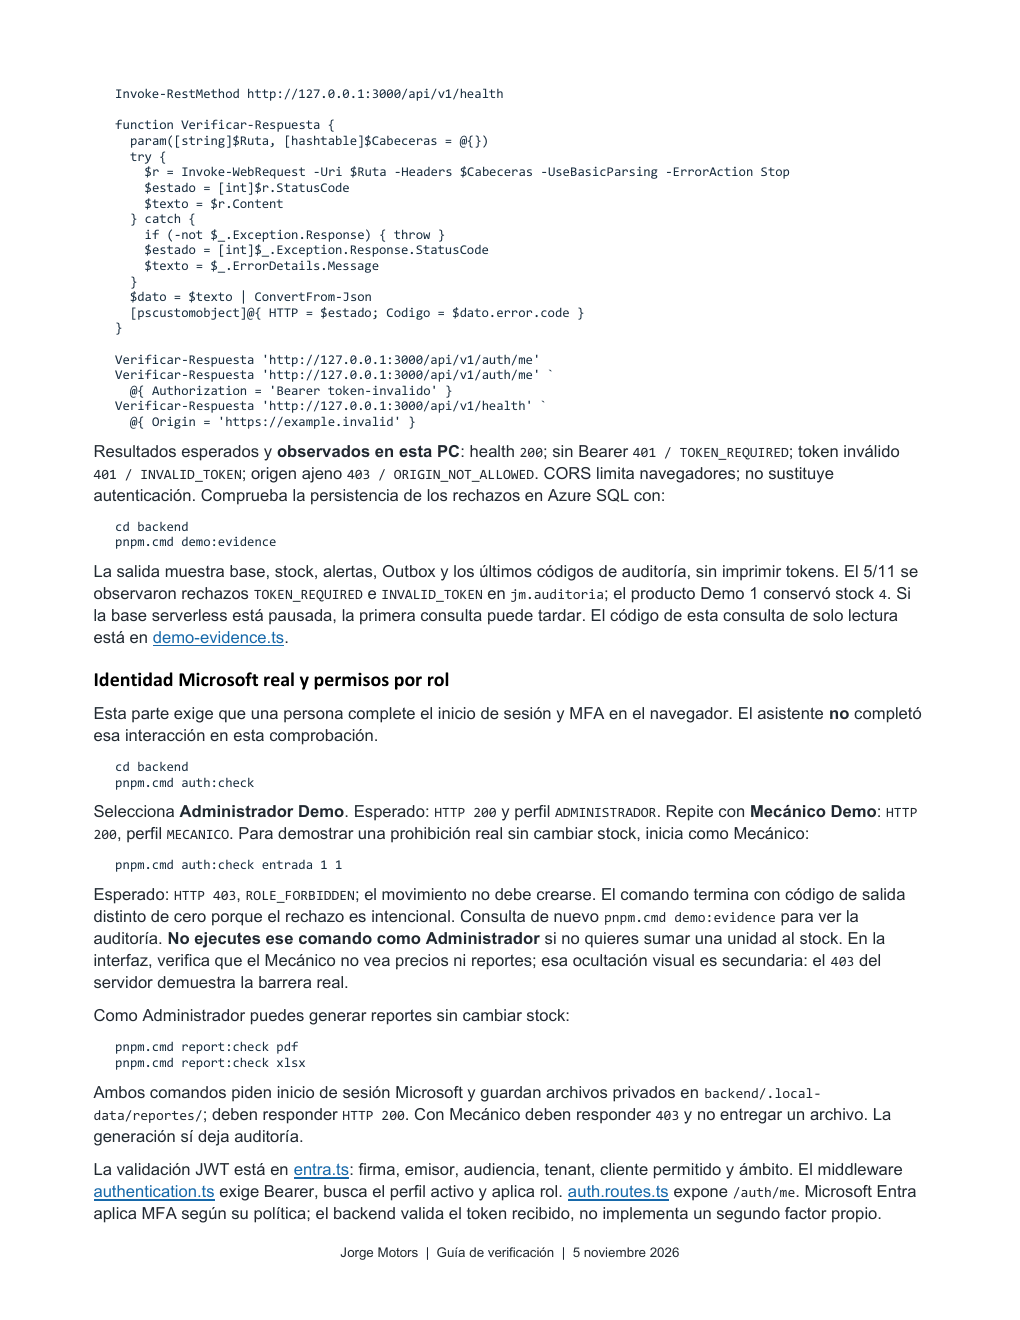 Invoke-RestMethod http://127.0.0.1:3000/api/v1/health
function Verificar-Respuesta {
param([string]$Ruta, [hashtable]$Cabeceras = @{})
try {
$r = Invoke-WebRequest -Uri $Ruta -Headers $Cabeceras -UseBasicParsing -ErrorAction Stop
$estado = [int]$r.StatusCode
$texto = $r.Content
} catch {
if (-not $_.Exception.Response) { throw }
$estado = [int]$_.Exception.Response.StatusCode
$texto = $_.ErrorDetails.Message
}
$dato = $texto | ConvertFrom-Json
[pscustomobject]@{ HTTP = $estado; Codigo = $dato.error.code }
}
Verificar-Respuesta 'http://127.0.0.1:3000/api/v1/auth/me'
Verificar-Respuesta 'http://127.0.0.1:3000/api/v1/auth/me' `
@{ Authorization = 'Bearer token-invalido' }
Verificar-Respuesta 'http://127.0.0.1:3000/api/v1/health' `
@{ Origin = 'https://example.invalid' }
Resultados esperados y observados en esta PC: health 200; sin Bearer 401 / TOKEN_REQUIRED; token inválido
401 / INVALID_TOKEN; origen ajeno 403 / ORIGIN_NOT_ALLOWED. CORS limita navegadores; no sustituye
autenticación. Comprueba la persistencia de los rechazos en Azure SQL con:
cd backend
pnpm.cmd demo:evidence
La salida muestra base, stock, alertas, Outbox y los últimos códigos de auditoría, sin imprimir tokens. El 5/11 se
observaron rechazos TOKEN_REQUIRED e INVALID_TOKEN en jm.auditoria; el producto Demo 1 conservó stock 4. Si
la base serverless está pausada, la primera consulta puede tardar. El código de esta consulta de solo lectura
está en demo-evidence.ts.
Identidad Microsoft real y permisos por rol
Esta parte exige que una persona complete el inicio de sesión y MFA en el navegador. El asistente no completó
esa interacción en esta comprobación.
cd backend
pnpm.cmd auth:check
Selecciona Administrador Demo. Esperado: HTTP 200 y perfil ADMINISTRADOR. Repite con Mecánico Demo: HTTP
200, perfil MECANICO. Para demostrar una prohibición real sin cambiar stock, inicia como Mecánico:
pnpm.cmd auth:check entrada 1 1
Esperado: HTTP 403, ROLE_FORBIDDEN; el movimiento no debe crearse. El comando termina con código de salida
distinto de cero porque el rechazo es intencional. Consulta de nuevo pnpm.cmd demo:evidence para ver la
auditoría. No ejecutes ese comando como Administrador si no quieres sumar una unidad al stock. En la
interfaz, verifica que el Mecánico no vea precios ni reportes; esa ocultación visual es secundaria: el 403 del
servidor demuestra la barrera real.
Como Administrador puedes generar reportes sin cambiar stock:
pnpm.cmd report:check pdf
pnpm.cmd report:check xlsx
Ambos comandos piden inicio de sesión Microsoft y guardan archivos privados en backend/.local-
data/reportes/; deben responder HTTP 200. Con Mecánico deben responder 403 y no entregar un archivo. La
generación sí deja auditoría.
La validación JWT está en entra.ts: firma, emisor, audiencia, tenant, cliente permitido y ámbito. El middleware
authentication.ts exige Bearer, busca el perfil activo y aplica rol. auth.routes.ts expone /auth/me. Microsoft Entra
aplica MFA según su política; el backend valida el token recibido, no implementa un segundo factor propio.
Jorge Motors | Guía de verificación | 5 noviembre 2026